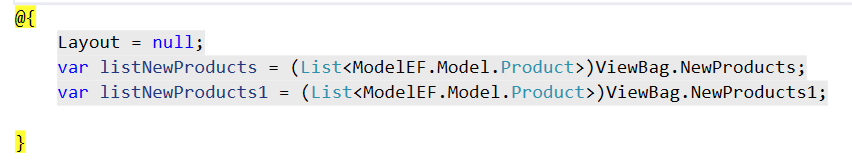 @{
Layout = null;
var listNewProducts = (List<ModelEF.Model.Product>)ViewBag.NewProducts;
var listNewProducts1 = (List<ModelEF.Model.Product>)ViewBag.NewProducts1;
}